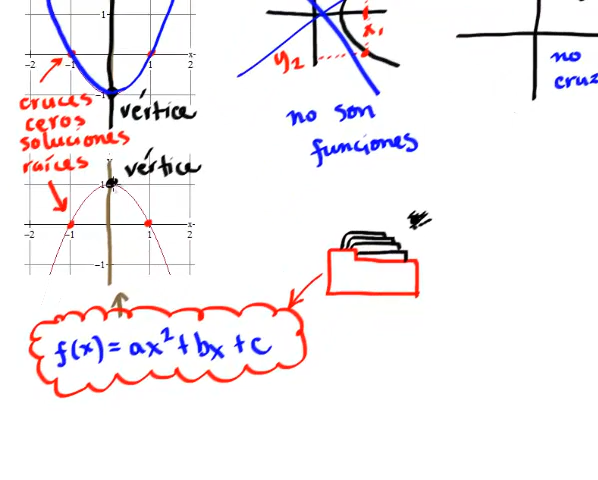 1
-2
-1
1
2
x
-1
vértice
cruces
ceros
soluciones
raíces
y
vértice
1
-2
-1
1
2
x
-1
f(x) = ax²+bx+c
x₁
y₂
no son
funciones
no
cruz